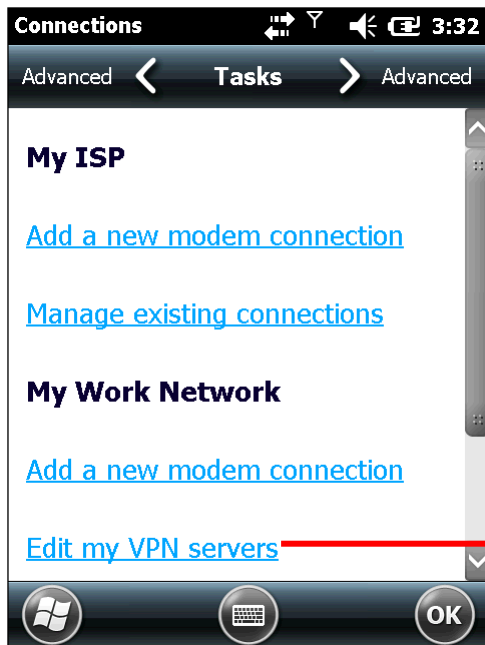 Connections 3:32
Advanced Tasks Advanced
My ISP
Add a new modem connection
Manage existing connections
My Work Network
Add a new modem connection
Edit my VPN servers
OK